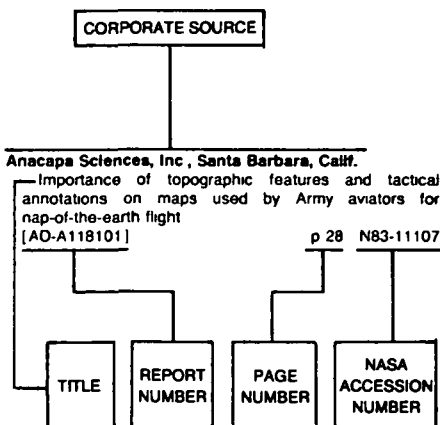 CORPORATE SOURCE
Anacapa Sciences, Inc , Santa Barbara, Calif.
Importance of topographic features and tactical
annotations on maps used by Army aviators for
nap-of-the-earth flight
[AO-A118101] p 28 N83-11107
TITLE REPORT NUMBER PAGE NUMBER NASA ACCESSION NUMBER